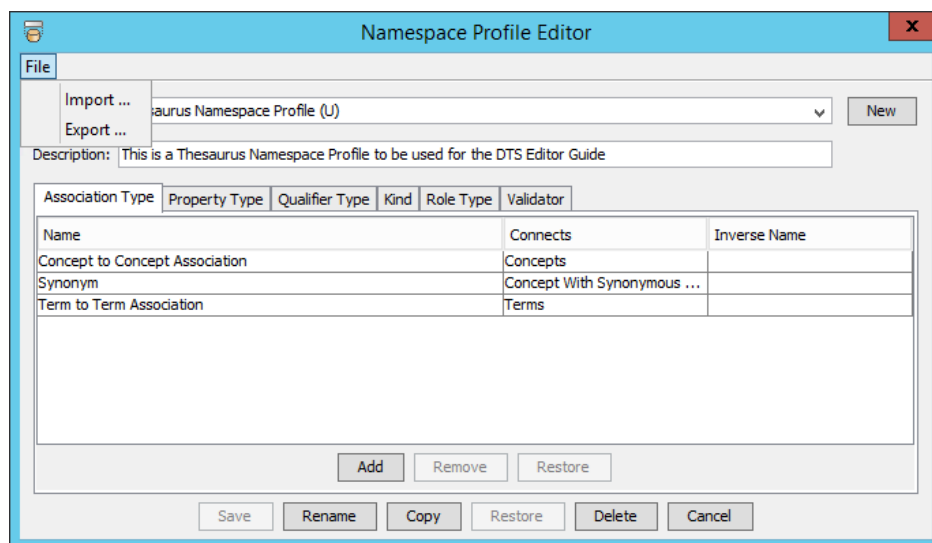 Namespace Profile Editor
x
File
Import ...
Export ...
Namespace Profile (U)
New
Description: This is a Thesaurus Namespace Profile to be used for the DTS Editor Guide
Association Type Property Type Qualifier Type Kind Role Type Validator
Name Connects Inverse Name
Concept to Concept Association Concepts
Synonym Concept With Synonymous ...
Term to Term Association Terms
Add Remove Restore
Save Rename Copy Restore Delete Cancel